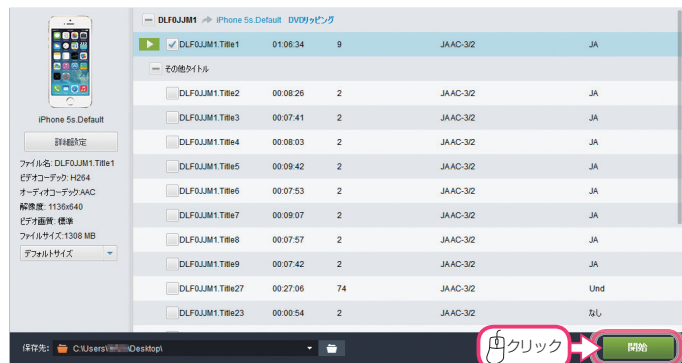 DLF0JJM1 iPhone 5s.Default DVDリッピング
DLF0JJM1.Title1 01:06:34 9 JAAC-3/2 JA
その他タイトル
DLF0JJM1.Title2 00:08:26 2 JAAC-3/2 JA
DLF0JJM1.Title3 00:07:41 2 JAAC-3/2 JA
DLF0JJM1.Title4 00:08:03 2 JAAC-3/2 JA
DLF0JJM1.Title5 00:09:42 2 JAAC-3/2 JA
DLF0JJM1.Title6 00:07:53 2 JAAC-3/2 JA
DLF0JJM1.Title7 00:09:07 2 JAAC-3/2 JA
DLF0JJM1.Title8 00:07:57 2 JAAC-3/2 JA
DLF0JJM1.Title9 00:07:42 2 JAAC-3/2 JA
DLF0JJM1.Title27 00:27:06 74 JAAC-3/2 Und
DLF0JJM1.Title23 00:00:54 2 JAAC-3/2 なし
iPhone 5s.Default
詳細設定
ファイル名: DLF0JJM1.Title1
ビデオコーデック: H264
オーディオコーデック:AAC
解像度: 1136x640
ビデオ画質: 標準
ファイルサイズ:1308 MB
デフォルトサイズ
保存先: C:\Users\ \Desktop\
クリック
開始